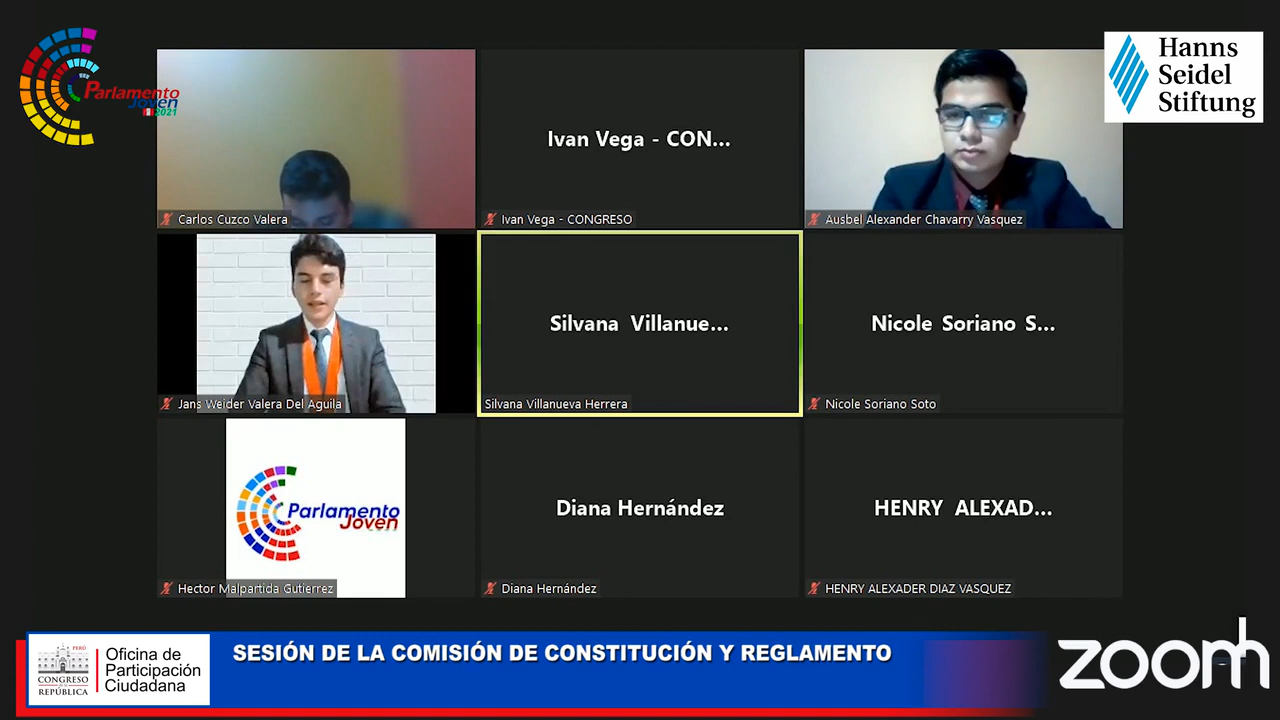 Parlamento
Joven
2021
Hanns
Seidel
Stiftung
Ivan Vega - CON...
Carlos Cuzco Valera
Ivan Vega - CONGRESO
Ausbel Alexander Chavarry Vasquez
Silvana Villanue...
Nicole Soriano S...
Jans Weider Valera Del Aguila
Silvana Villanueva Herrera
Nicole Soriano Soto
Parlamento
Joven
Diana Hernández
HENRY ALEXAD...
Hector Malpartida Gutierrez
Diana Hernández
HENRY ALEXADER DIAZ VASQUEZ
PERÚ
CONGRESO
de la
REPÚBLICA
Oficina de
Participación
Ciudadana
SESIÓN DE LA COMISIÓN DE CONSTITUCIÓN Y REGLAMENTO
zoom